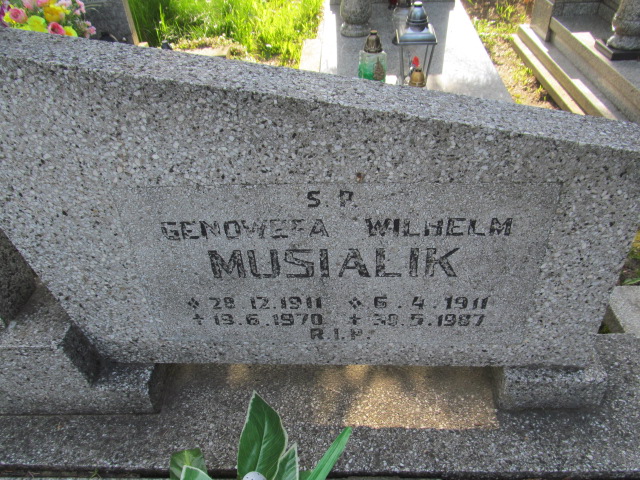 S. P.
GENOWEFA WILHELM
MUSIALIK
* 28.12.1911 * 6.4.1911
+ 19.6.1970 + 30.5.1987
R.I.P.